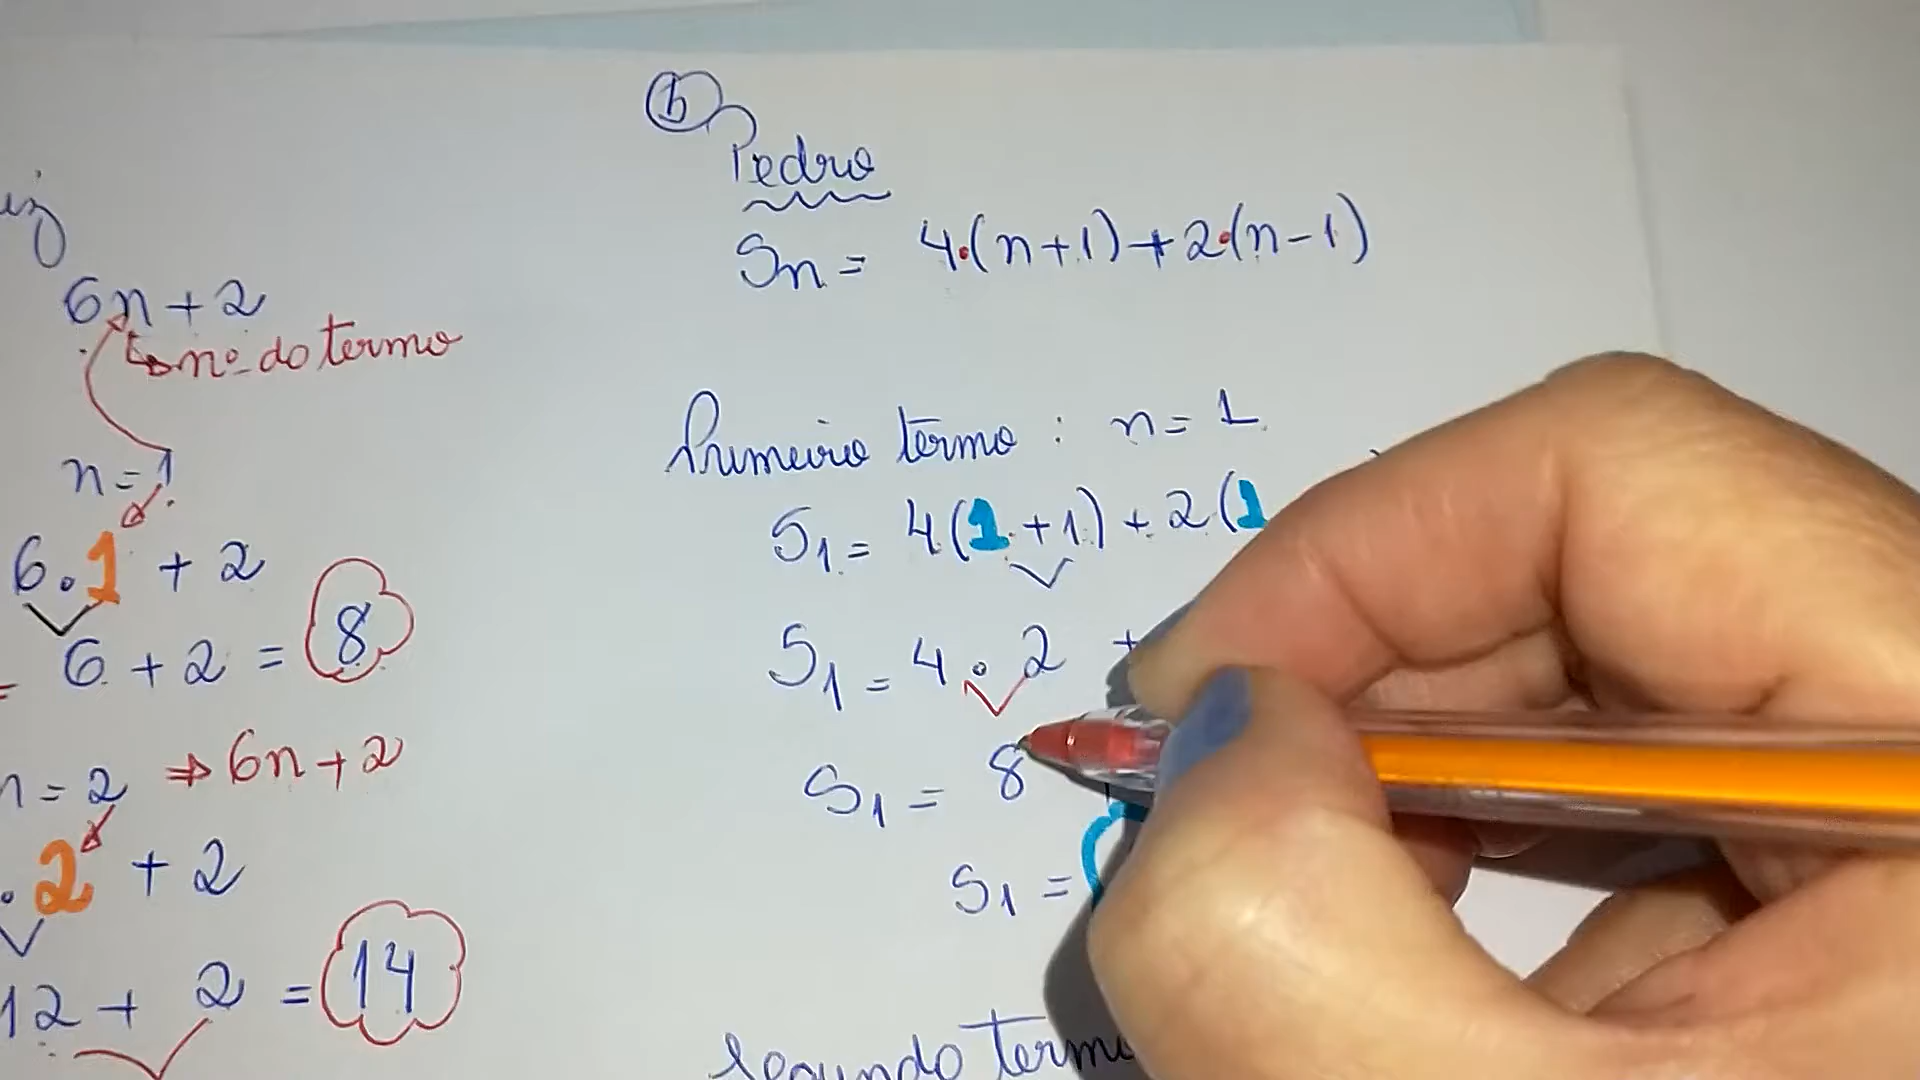 6n + 2
nº do termo
n = 1
6.1 + 2
= 6 + 2 = 8
n = 2 ⇒ 6n + 2
.2 + 2
12 + 2 = 14
b
Pedro
Sn = 4.(n+1) + 2.(n-1)
Primeiro termo : n = 1
S1 = 4(1 + 1) + 2(1
S1 = 4 . 2 +
S1 = 8
S1 =
Segundo